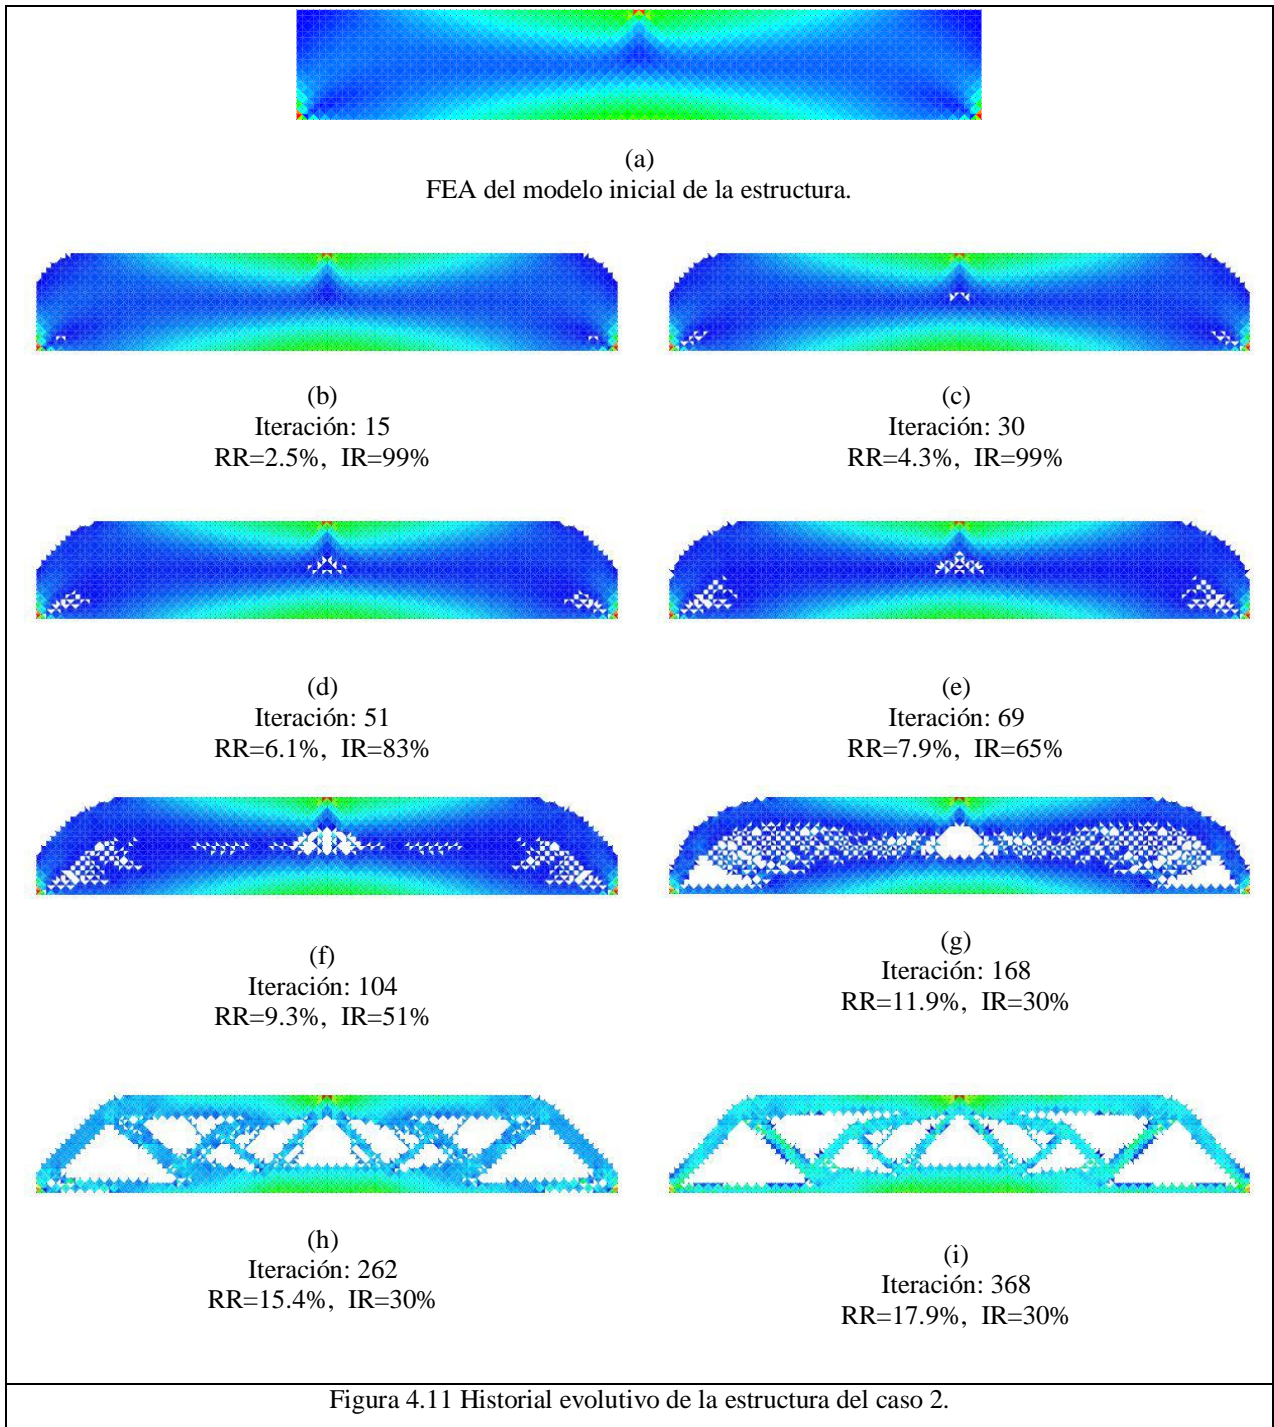 (a)
FEA del modelo inicial de la estructura.
(b)
Iteración: 15
RR=2.5%, IR=99%
(c)
Iteración: 30
RR=4.3%, IR=99%
(d)
Iteración: 51
RR=6.1%, IR=83%
(e)
Iteración: 69
RR=7.9%, IR=65%
(f)
Iteración: 104
RR=9.3%, IR=51%
(g)
Iteración: 168
RR=11.9%, IR=30%
(h)
Iteración: 262
RR=15.4%, IR=30%
(i)
Iteración: 368
RR=17.9%, IR=30%
Figura 4.11 Historial evolutivo de la estructura del caso 2.